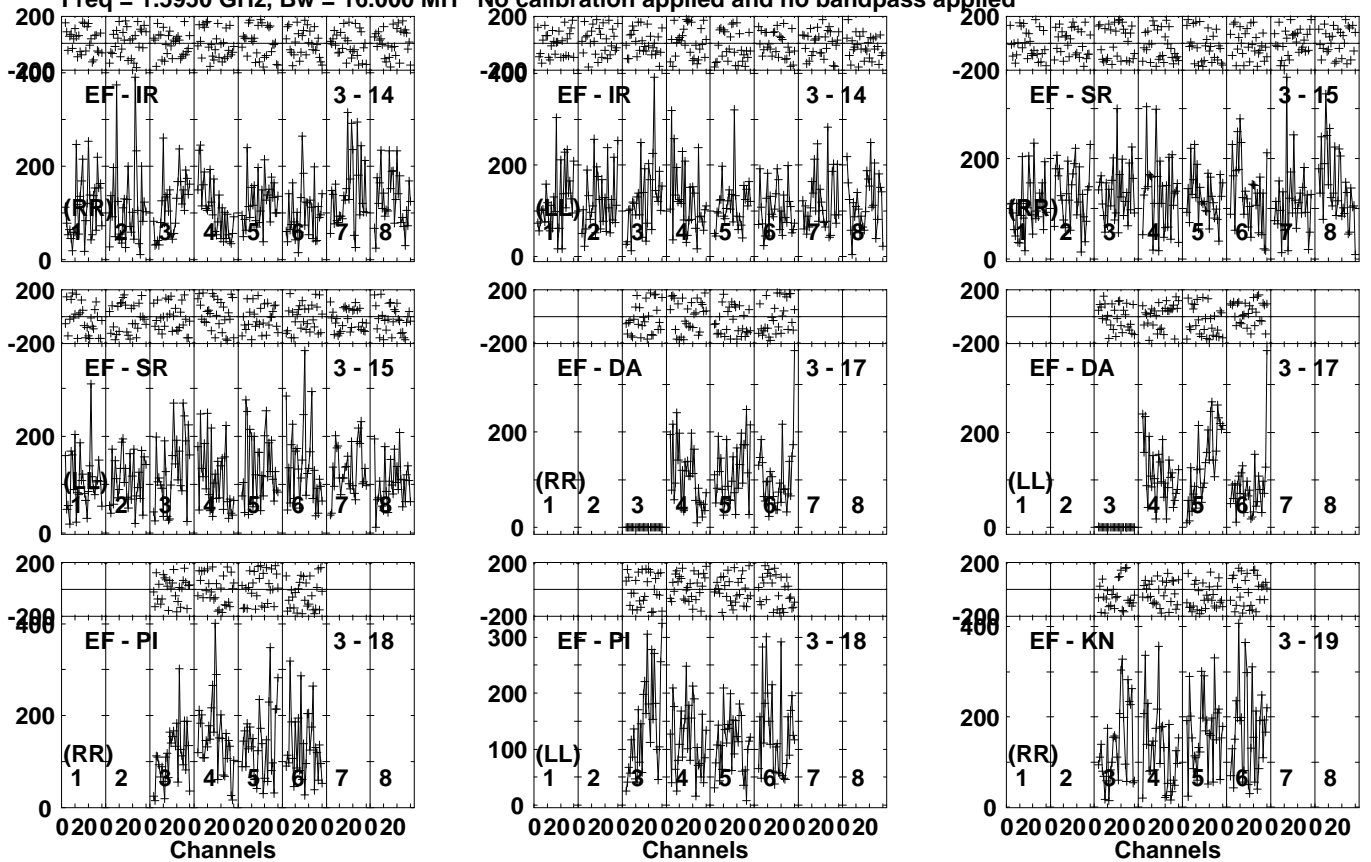 Freq = 1.5950 GHz, Bw = 16.000 MH No calibration applied and no bandpass applied
200 200 200
-200 -200
400 400
EF - IR 3 - 14 EF - IR 3 - 14 EF - SR 3 - 15
200 200 200
(RR) (LL) (RR)
1 2 3 4 5 6 7 8 1 2 3 4 5 6 7 8 1 2 3 4 5 6 7 8
0 0 0
200 200 200
-200 -200 -200
EF - SR 3 - 15 EF - DA 3 - 17 EF - DA 3 - 17
200 200 200
(LL) (RR) (LL)
1 2 3 4 5 6 7 8 1 2 3 4 5 6 7 8 1 2 3 4 5 6 7 8
0 0 0
200 200 200
-200 -200 -200
400 300 400
EF - PI 3 - 18 EF - PI 3 - 18 EF - KN 3 - 19
200 200 200
(RR) 100 (LL) (RR)
1 2 3 4 5 6 7 8 1 2 3 4 5 6 7 8 1 2 3 4 5 6 7 8
0 0 0
0 20 0 20 0 20 0 20 0 20 0 20 0 20 0 20 0 20 0 20 0 20 0 20 0 20 0 20 0 20 0 20 0 20 0 20 0 20 0 20 0 20 0 20 0 20 0 20
Channels Channels Channels